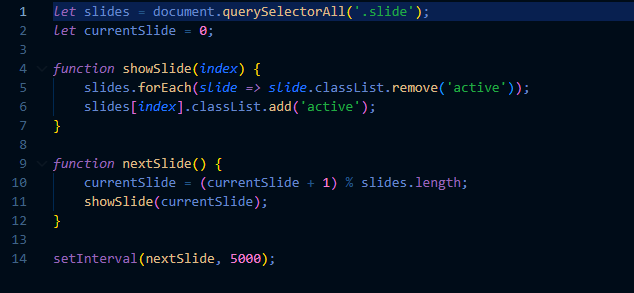 1 let slides = document.querySelectorAll('.slide');
2 let currentSlide = 0;
3
4 function showSlide(index) {
5     slides.forEach(slide => slide.classList.remove('active'));
6     slides[index].classList.add('active');
7 }
8
9 function nextSlide() {
10     currentSlide = (currentSlide + 1) % slides.length;
11     showSlide(currentSlide);
12 }
13
14 setInterval(nextSlide, 5000);